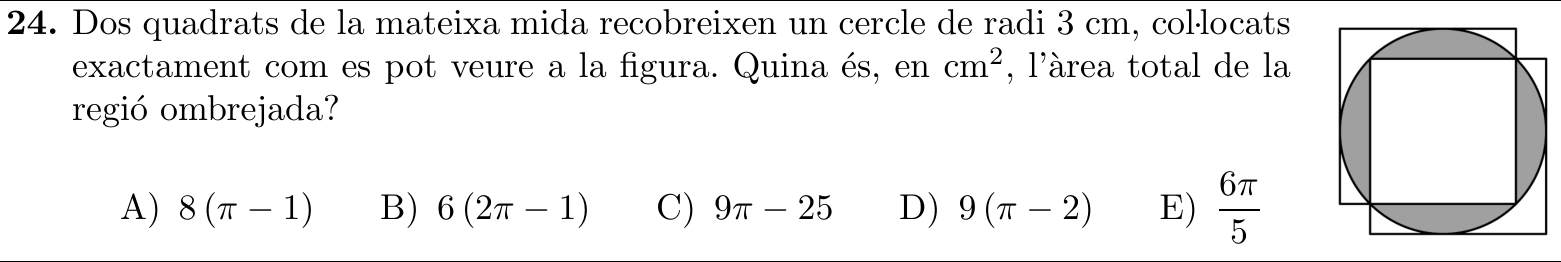 24. Dos quadrats de la mateixa mida recobreixen un cercle de radi 3 cm, col·locats
exactament com es pot veure a la figura. Quina és, en cm², l'àrea total de la
regió ombrejada?
A) 8 (π − 1) B) 6 (2π − 1) C) 9π − 25 D) 9 (π − 2) E) 6π/5